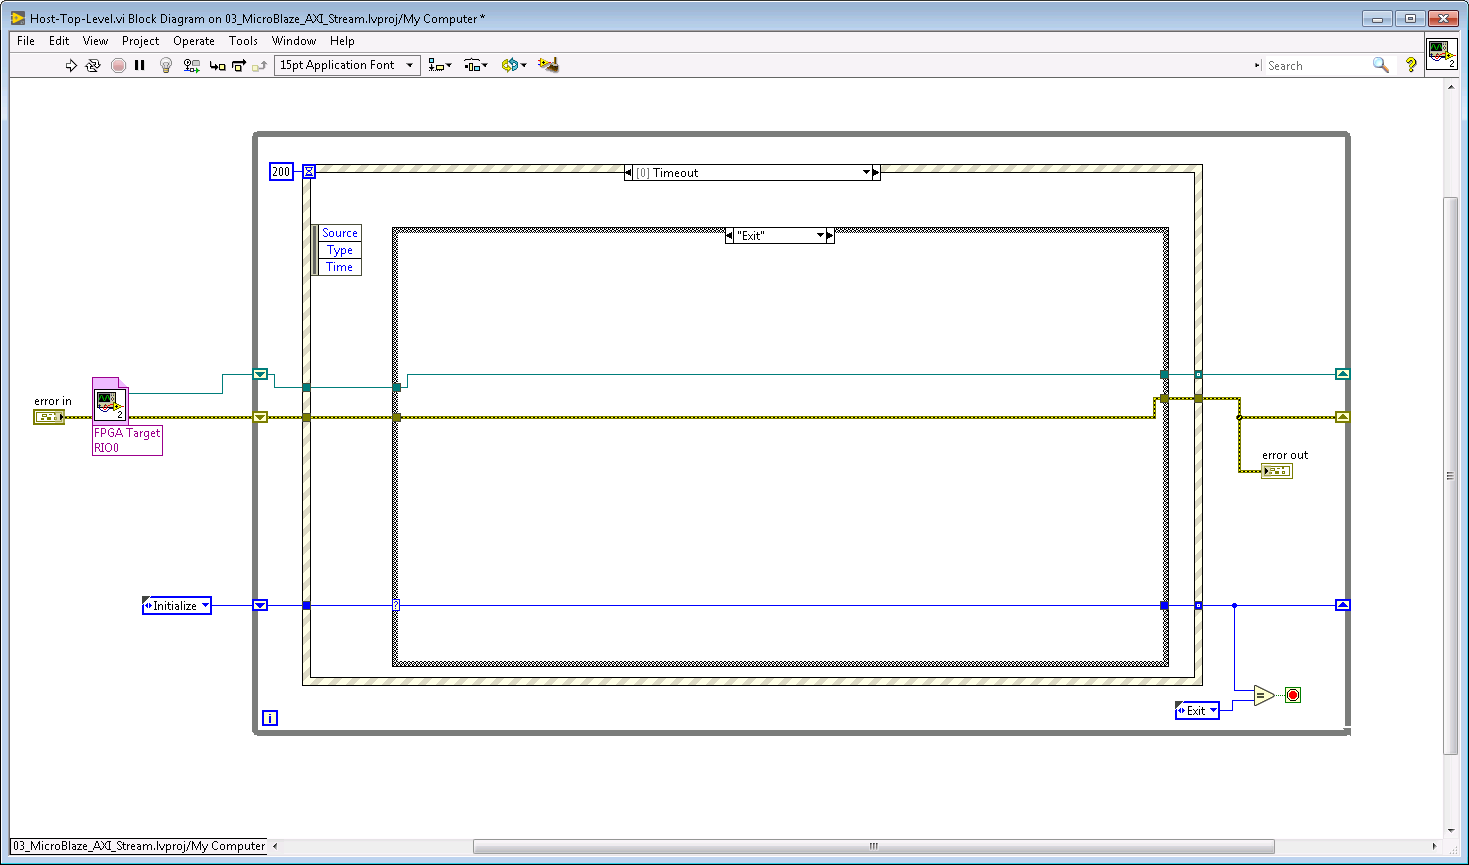 Host-Top-Level.vi Block Diagram on 03_MicroBlaze_AXI_Stream.lvproj/My Computer *
File Edit View Project Operate Tools Window Help
15pt Application Font
Search
?
2
200
[0] Timeout
Source
Type
Time
"Exit"
error in
2
FPGA Target
RIO0
error out
Initialize
?
=
Exit
i
03_MicroBlaze_AXI_Stream.lvproj/My Computer